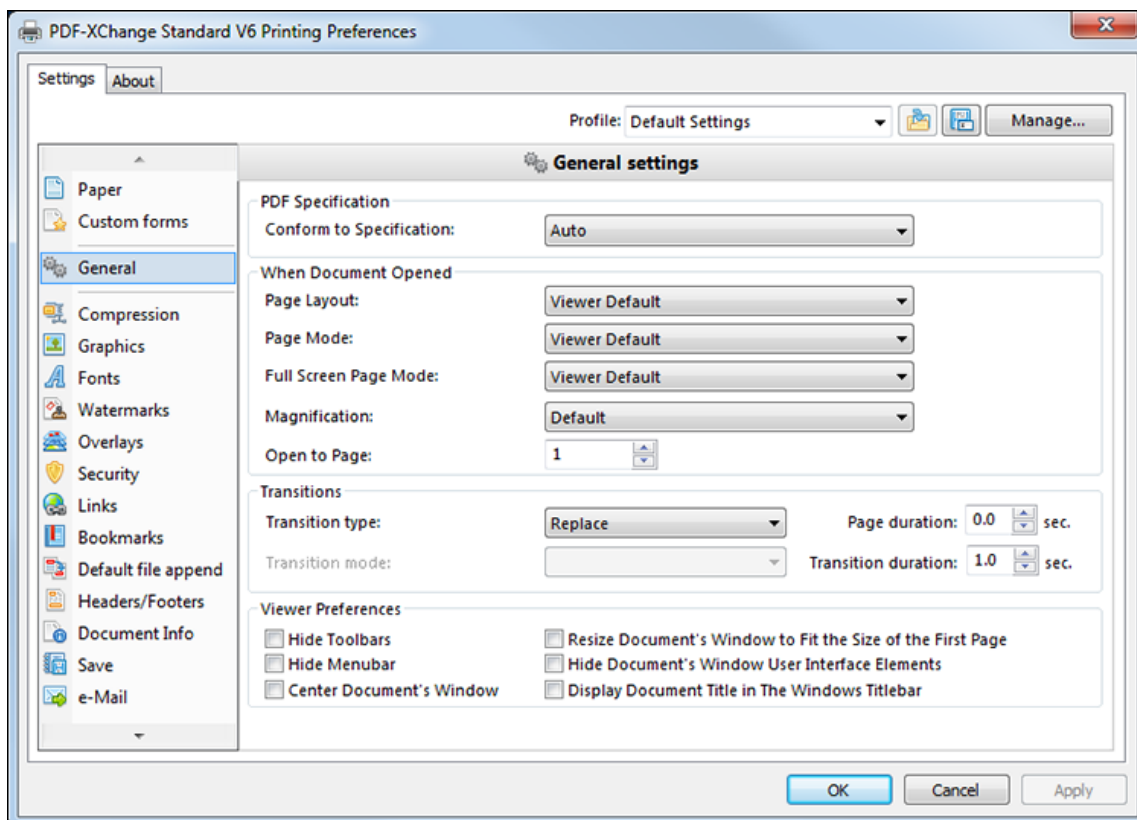 PDF-XChange Standard V6 Printing Preferences
Settings About
Profile: Default Settings Manage...
Paper
Custom forms
General
Compression
Graphics
Fonts
Watermarks
Overlays
Security
Links
Bookmarks
Default file append
Headers/Footers
Document Info
Save
e-Mail
General settings
PDF Specification
Conform to Specification: Auto
When Document Opened
Page Layout: Viewer Default
Page Mode: Viewer Default
Full Screen Page Mode: Viewer Default
Magnification: Default
Open to Page: 1
Transitions
Transition type: Replace Page duration: 0.0 sec.
Transition mode: Transition duration: 1.0 sec.
Viewer Preferences
Hide Toolbars Resize Document's Window to Fit the Size of the First Page
Hide Menubar Hide Document's Window User Interface Elements
Center Document's Window Display Document Title in The Windows Titlebar
OK Cancel Apply